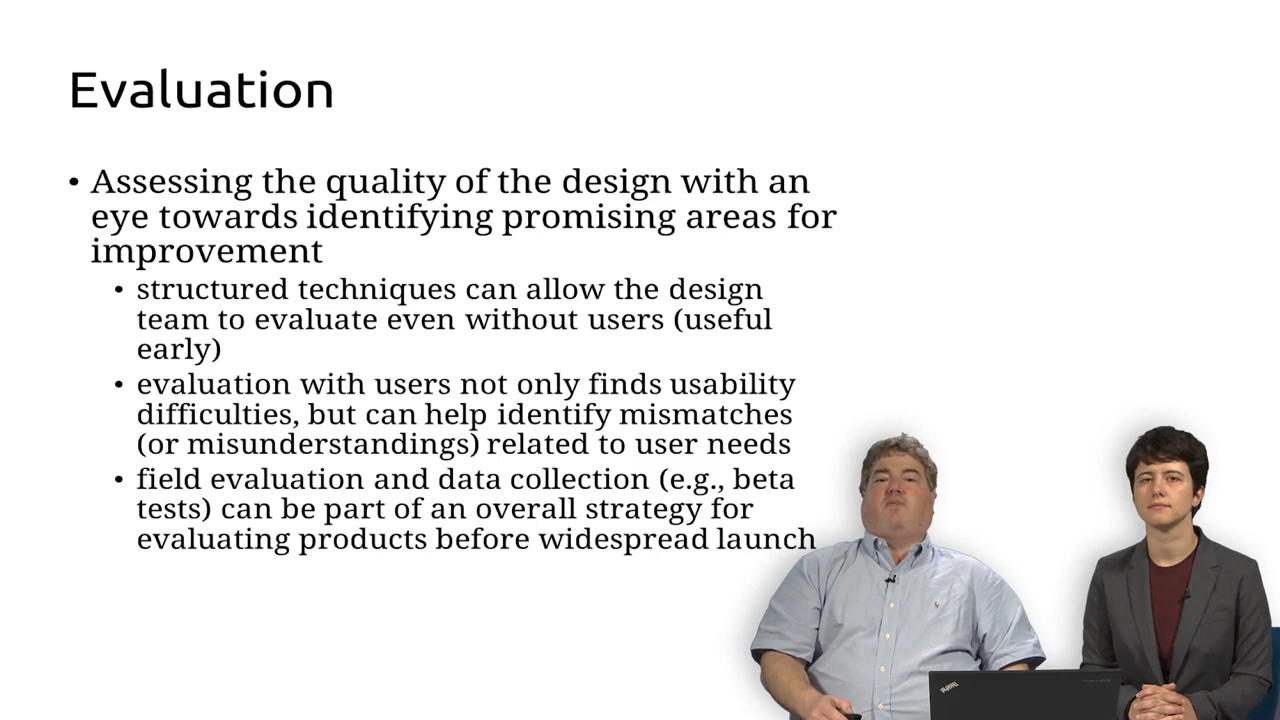 Evaluation
• Assessing the quality of the design with an
eye towards identifying promising areas for
improvement
• structured techniques can allow the design
team to evaluate even without users (useful
early)
• evaluation with users not only finds usability
difficulties, but can help identify mismatches
(or misunderstandings) related to user needs
• field evaluation and data collection (e.g., beta
tests) can be part of an overall strategy for
evaluating products before widespread launch
ThinkPad